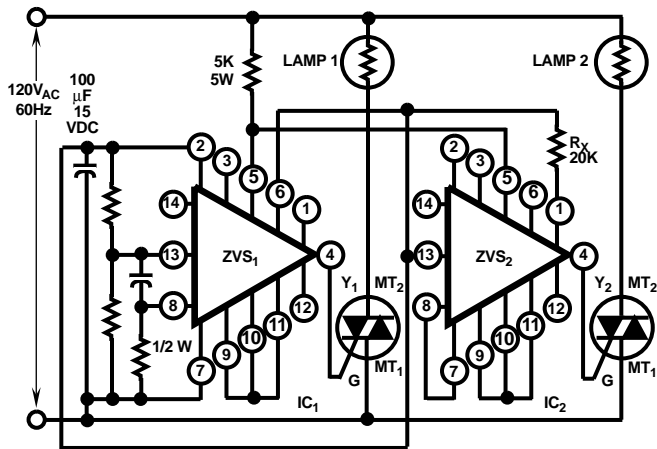 120VAC
60Hz
100
μF
15
VDC
5K
5W
LAMP 1
LAMP 2
RX
20K
2
3
5
6
1
14
13
8
7
9
10
11
12
4
ZVS1
1/2 W
IC1
Y1
MT2
MT1
G
2
3
5
6
1
14
13
8
7
9
10
11
12
4
ZVS2
IC2
Y2
MT2
MT1
G